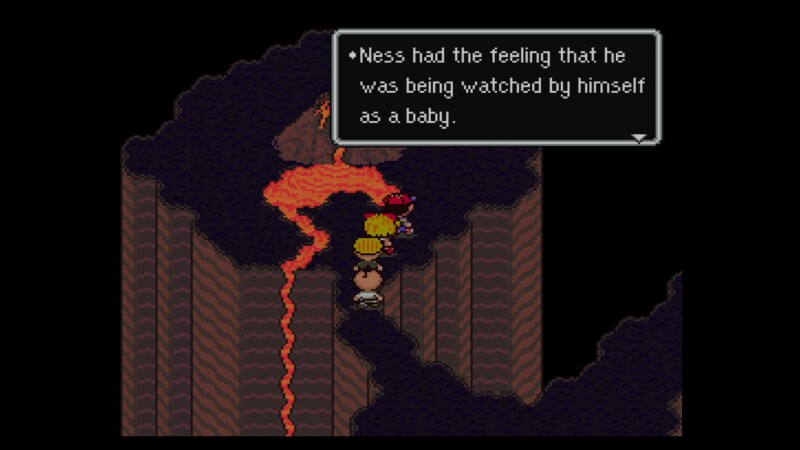 •Ness had the feeling that he
was being watched by himself
as a baby.